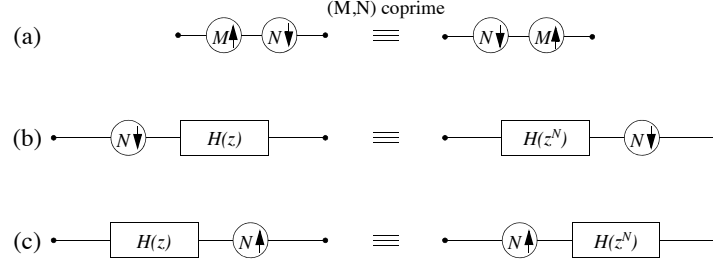 (M,N) coprime
(a) M N N M
(b) N H(z) H(z^N) N
(c) H(z) N N H(z^N)